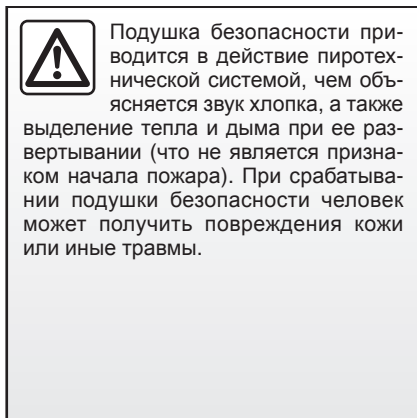 Подушка безопасности при-
водится в действие пиротех-
нической системой, чем объ-
ясняется звук хлопка, а также
выделение тепла и дыма при ее раз-
вертывании (что не является призна-
ком начала пожара). При срабатыва-
нии подушки безопасности человек
может получить повреждения кожи
или иные травмы.